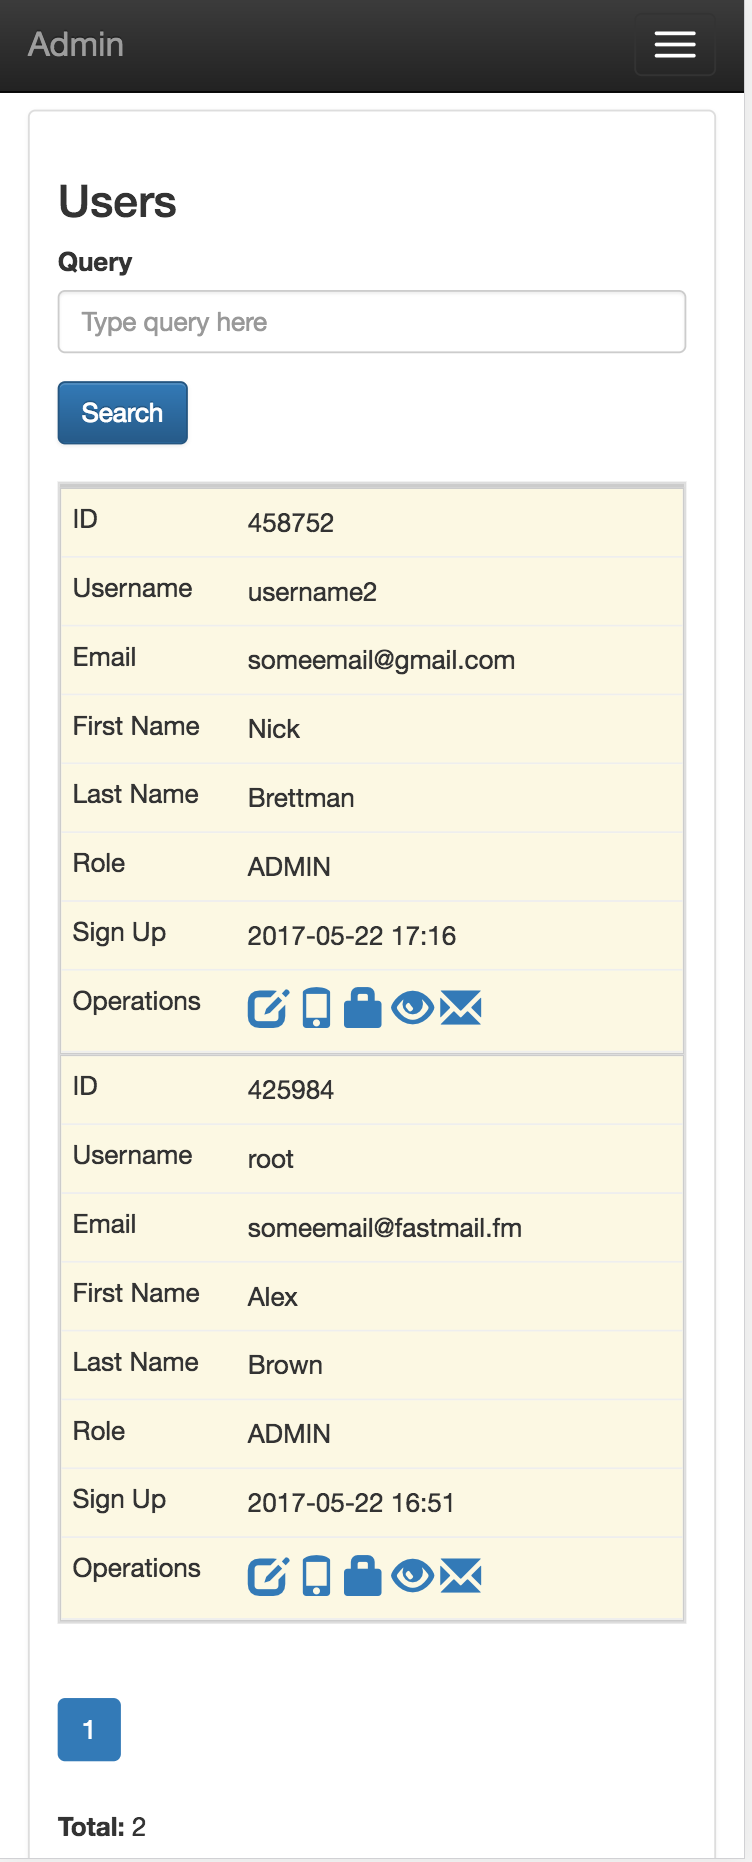 Admin
Users
Query
Type query here
Search
ID 458752
Username username2
Email someemail@gmail.com
First Name Nick
Last Name Brettman
Role ADMIN
Sign Up 2017-05-22 17:16
Operations
ID 425984
Username root
Email someemail@fastmail.fm
First Name Alex
Last Name Brown
Role ADMIN
Sign Up 2017-05-22 16:51
Operations
1
Total: 2